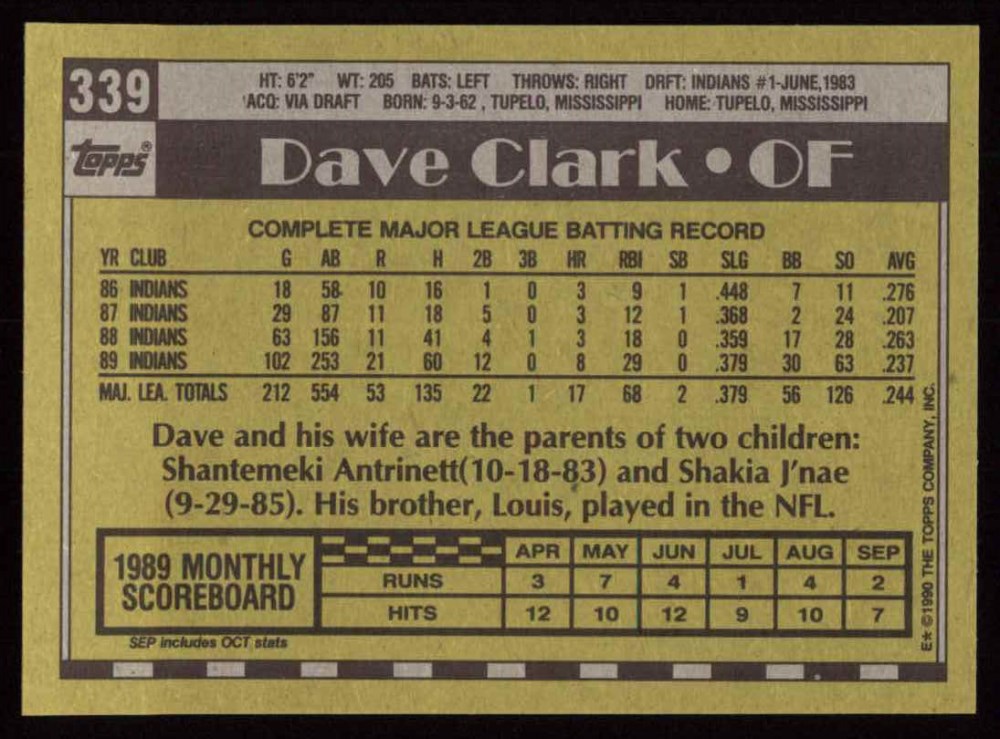 339
HT: 6'2" WT: 205 BATS: LEFT THROWS: RIGHT DRFT: INDIANS #1-JUNE,1983
ACQ: VIA DRAFT BORN: 9-3-62, TUPELO, MISSISSIPPI HOME: TUPELO, MISSISSIPPI
topps®
Dave Clark • OF
COMPLETE MAJOR LEAGUE BATTING RECORD
YR CLUB G AB R H 2B 3B HR RBI SB SLG BB SO AVG
86 INDIANS 18 58 10 16 1 0 3 9 1 .448 7 11 .276
87 INDIANS 29 87 11 18 5 0 3 12 1 .368 2 24 .207
88 INDIANS 63 156 11 41 4 1 3 18 0 .359 17 28 .263
89 INDIANS 102 253 21 60 12 0 8 29 0 .379 30 63 .237
MAJ. LEA. TOTALS 212 554 53 135 22 1 17 68 2 .379 56 126 .244
Dave and his wife are the parents of two children:
Shantemeki Antrinett(10-18-83) and Shakia J'nae
(9-29-85). His brother, Louis, played in the NFL.
1989 MONTHLY
SCOREBOARD
APR MAY JUN JUL AUG SEP
RUNS 3 7 4 1 4 2
HITS 12 10 12 9 10 7
SEP includes OCT stats
E* ©1990 THE TOPPS COMPANY, INC.